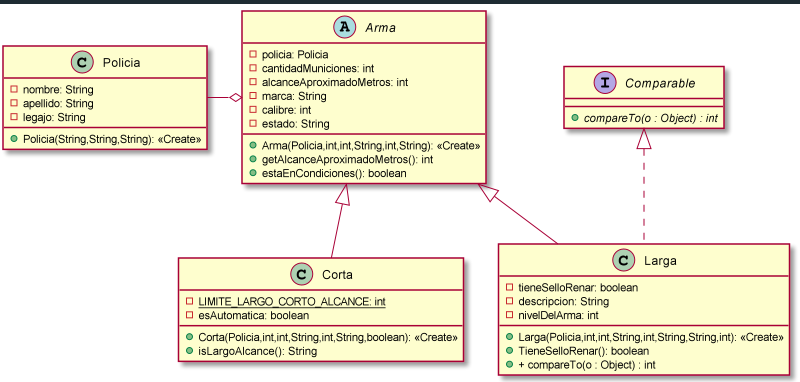 C Policia
nombre: String
apellido: String
legajo: String
Policia(String,String,String): «Create»
A Arma
policia: Policia
cantidadMuniciones: int
alcanceAproximadoMetros: int
marca: String
calibre: int
estado: String
Arma(Policia,int,int,String,int,String): «Create»
getAlcanceAproximadoMetros(): int
estaEnCondiciones(): boolean
I Comparable
compareTo(o : Object) : int
C Corta
LIMITE_LARGO_CORTO_ALCANCE: int
esAutomatica: boolean
Corta(Policia,int,int,String,int,String,boolean): «Create»
isLargoAlcance(): String
C Larga
tieneSelloRenar: boolean
descripcion: String
nivelDelArma: int
Larga(Policia,int,int,String,int,String,String,int): «Create»
TieneSelloRenar(): boolean
+ compareTo(o : Object) : int